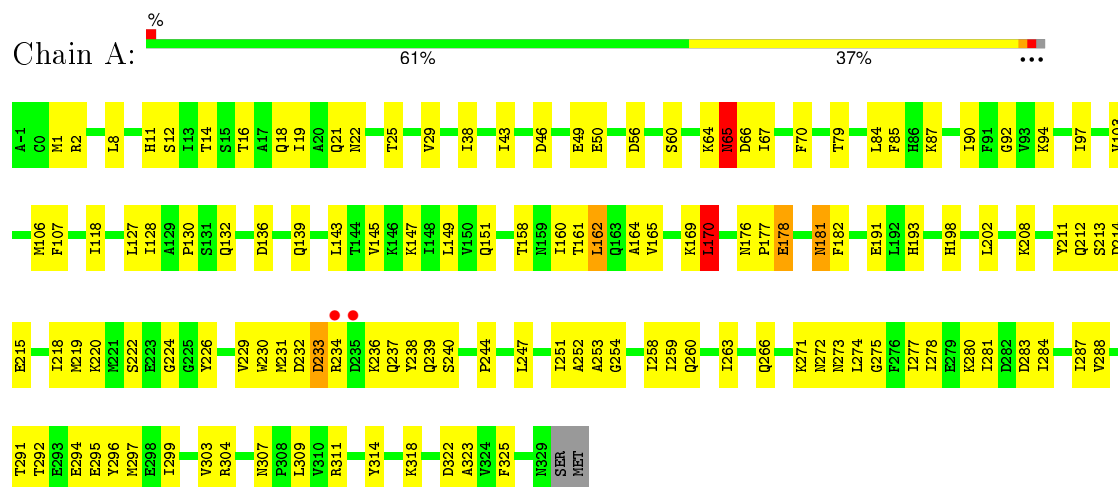 %
Chain A:
61% 37% •••
A-1 O0 M1 R2 L8 H11 S12 I13 T14 S15 T16 A17 Q18 I19 A20 Q21 N22 T25 V29 I38 I43 D46 E49 E50 D56 S60 K64 N65 D66 I67 F70 T79 L84 F85 H86 K87 I90 F91 G92 V93 K94 I97 V103
M106 F107 I118 L127 I128 A129 P130 S131 Q132 D136 Q139 L143 T144 V145 K146 K147 I148 L149 V150 Q151 T158 N159 I160 T161 L162 Q163 A164 V165 K169 L170 N176 P177 E178 N181 F182 E191 L192 H193 H198 L202 K208 Y211 Q212 S213
E215 I218 M219 K220 M221 S222 E223 G224 G225 Y226 V229 W230 M231 D232 D233 R234 D235 K236 Q237 Y238 Q239 S240 P244 L247 I251 A252 A253 G254 I258 I259 Q260 I263 Q266 K271 N272 N273 L274 G275 F276 I277 I278 E279 K280 I281 D282 D283 I284 I287 V288
T291 T292 E293 E294 E295 Y296 M297 E298 I299 V303 R304 N307 P308 L309 V310 R311 Y314 K318 D322 A323 V324 F325 N329 SER MET